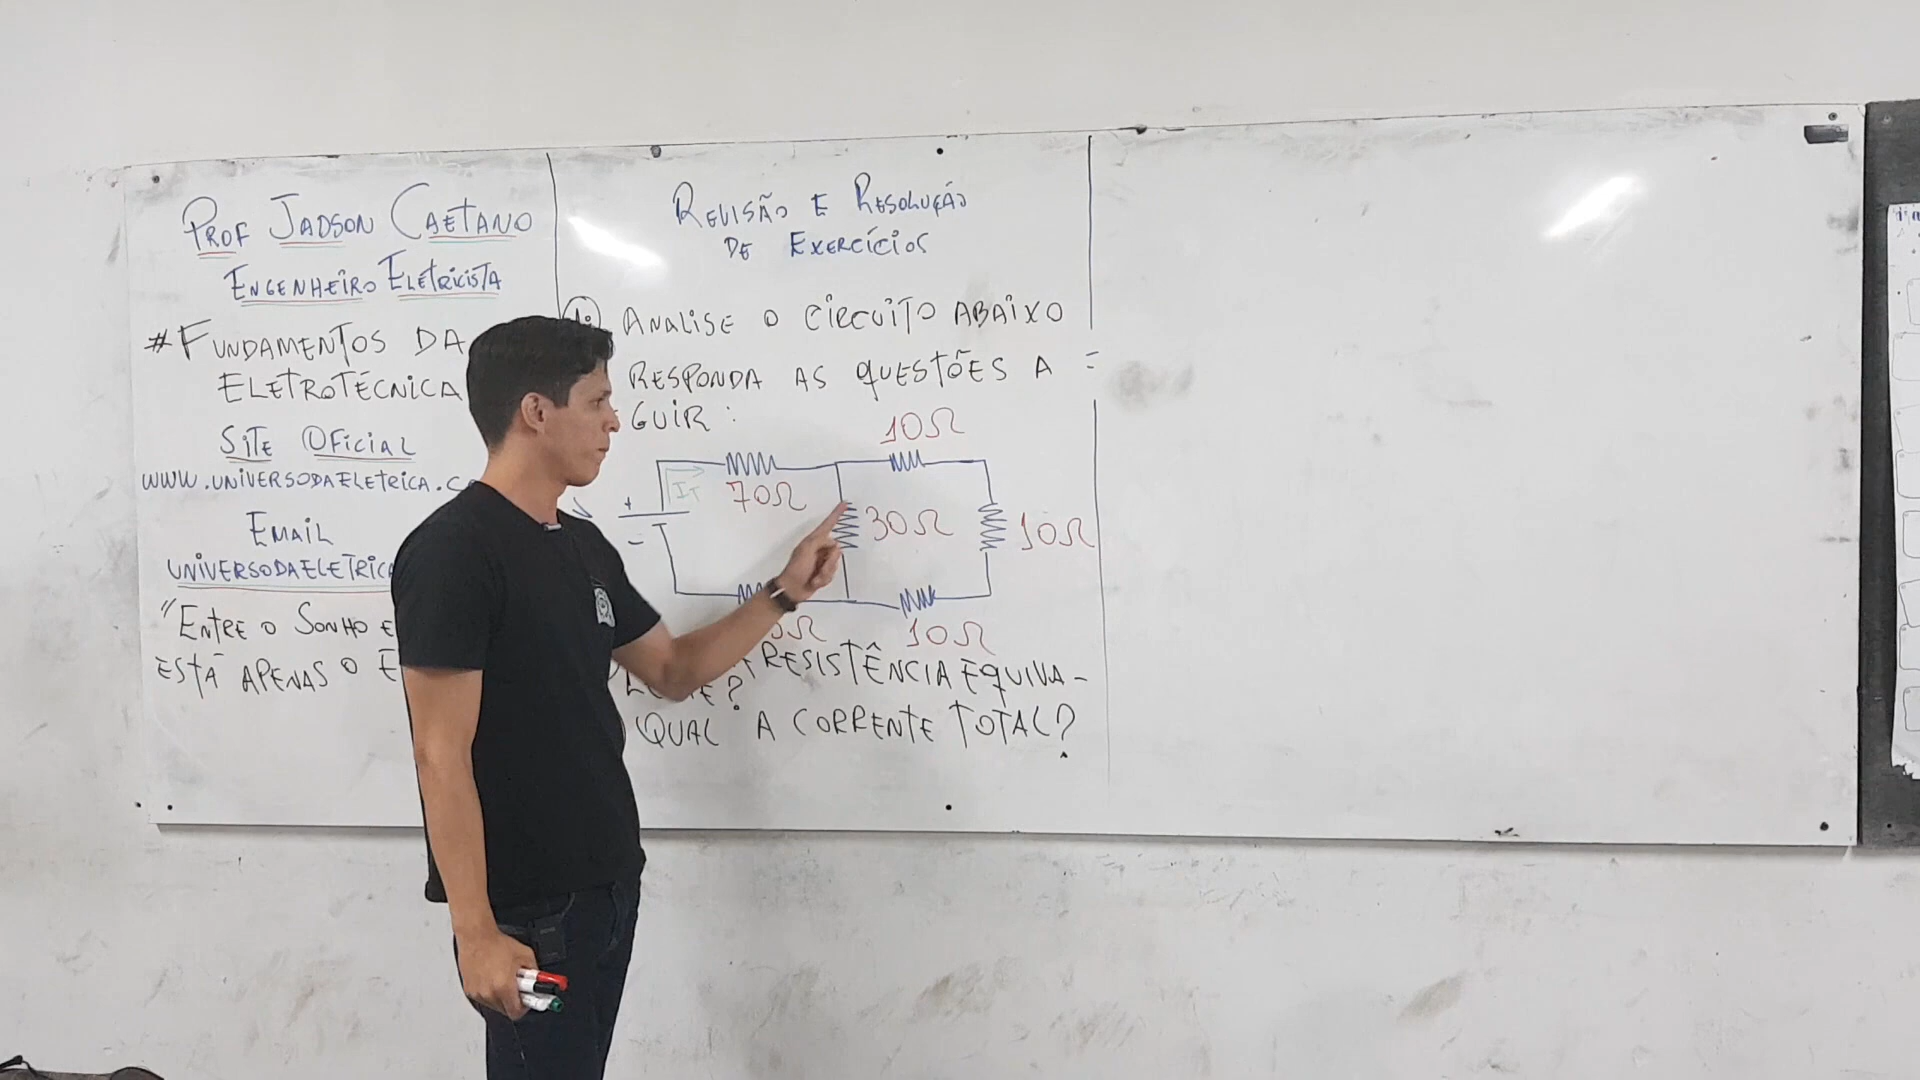 PROF JADSON CAETANO
ENGENHEIRO ELETRICISTA
#FUNDAMENTOS DA
ELETROTÉCNICA
SITE OFICIAL
WWW.UNIVERSODAELETRICA.C
EMAIL
UNIVERSODAELETRICA
"ENTRE O SONHO E
ESTÁ APENAS O
REVISÃO E RESOLUÇÃO
DE EXERCÍCIOS
ANALISE O CIRCUITO ABAIXO
RESPONDA AS QUESTÕES A =
GUIR:
10Ω
+
IT
70Ω
30Ω
10Ω
-
10Ω
RESISTÊNCIA EQUIVA-
?
QUAL A CORRENTE TOTAL?